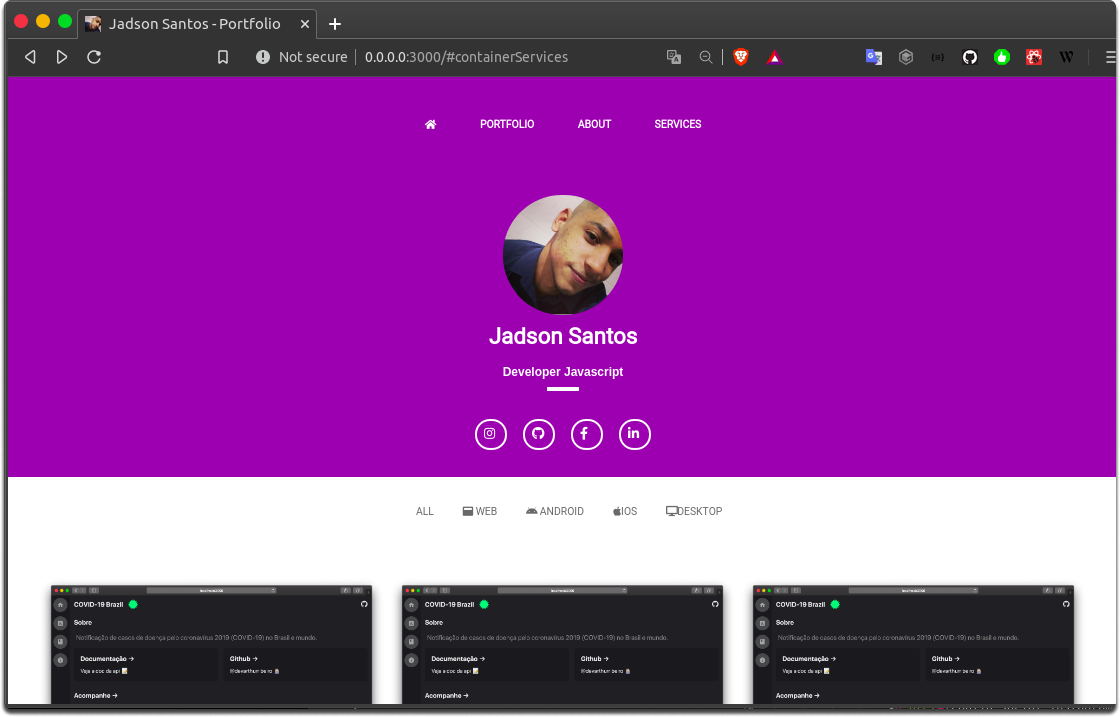 Jadson Santos - Portfolio
Not secure
0.0.0.0:3000/#containerServices
PORTFOLIO ABOUT SERVICES
Jadson Santos
Developer Javascript
ALL WEB ANDROID IOS DESKTOP
COVID-19 Brazil COVID-19 Brazil COVID-19 Brazil
Sobre Sobre Sobre
Notificação de casos de doença pelo coronavírus 2019 (COVID-19) no Brasil e mundo. Notificação de casos de doença pelo coronavírus 2019 (COVID-19) no Brasil e mundo. Notificação de casos de doença pelo coronavírus 2019 (COVID-19) no Brasil e mundo.
Documentação → Github → Documentação → Github → Documentação → Github →
Veja a doc da api Veja a doc da api Veja a doc da api
Acompanhe → Acompanhe → Acompanhe →